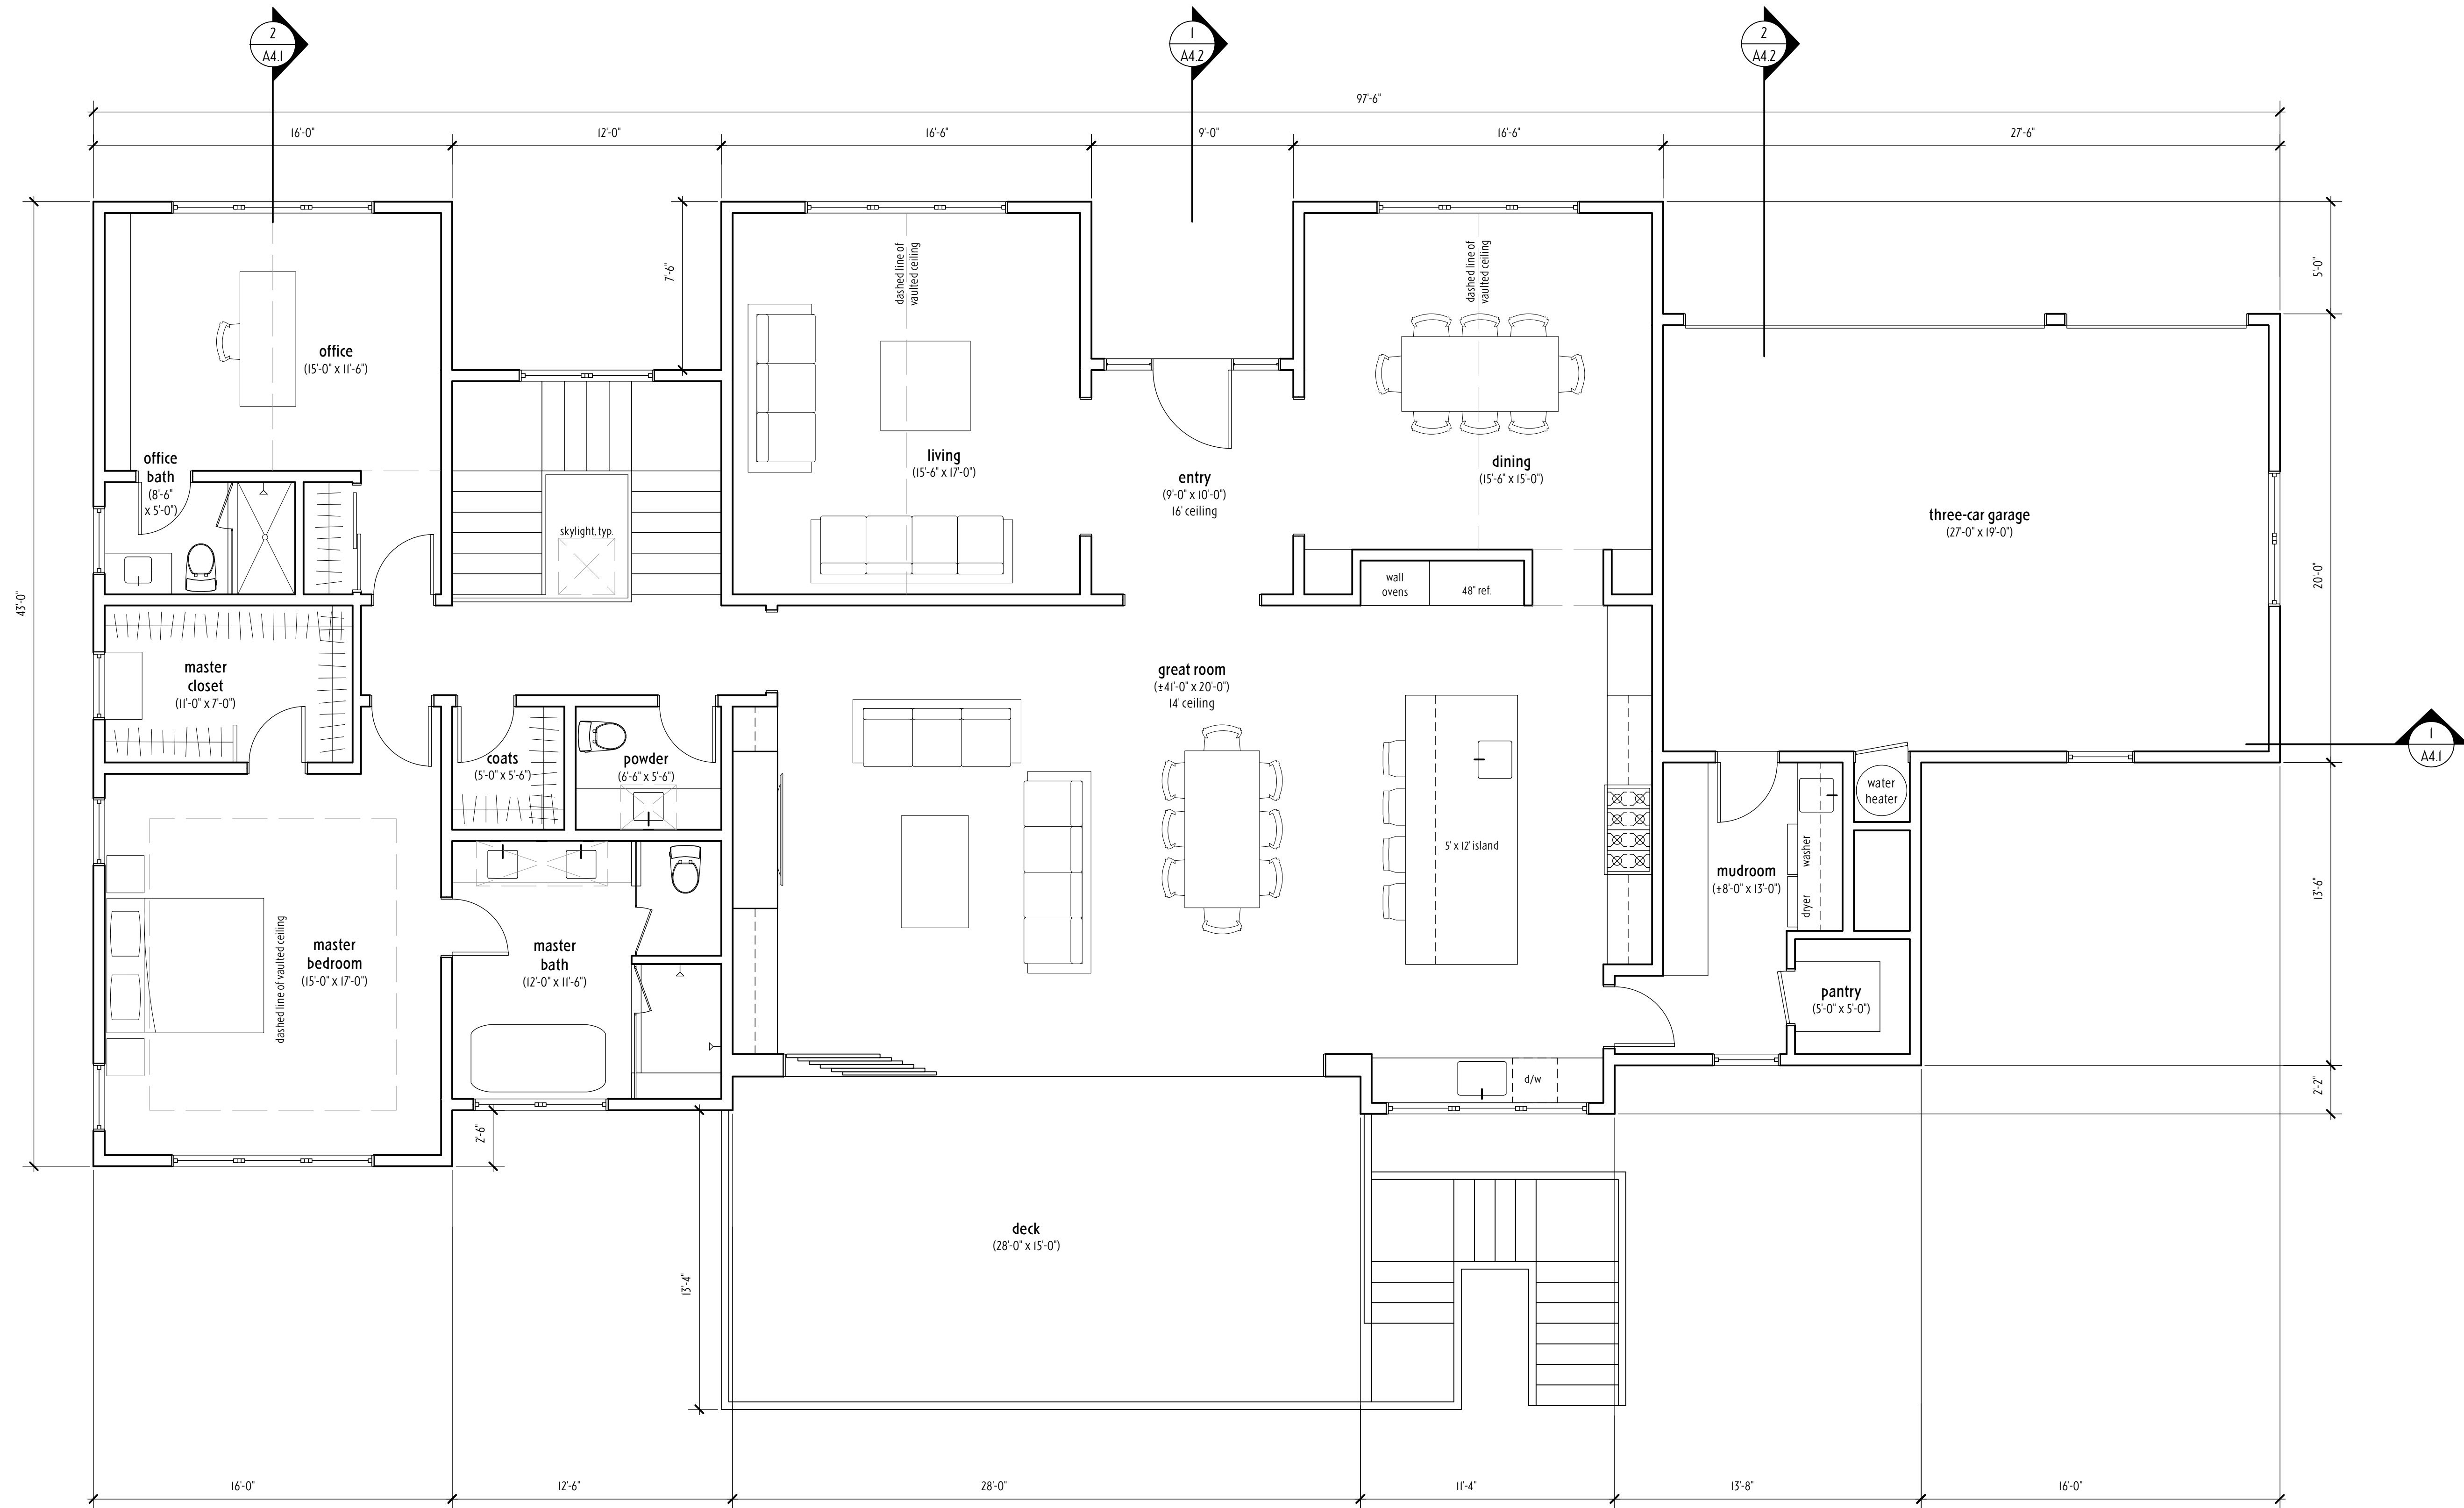 2
A4.1
1
A4.2
2
A4.2
97'-6"
16'-0"
12'-0"
16'-6"
9'-0"
16'-6"
27'-6"
7'-6"
dashed line of
vaulted ceiling
dashed line of
vaulted ceiling
5'-0"
office
(15'-0" x 11'-6")
office
bath
(8'-6"
x 5'-0")
living
(15'-6" x 17'-0")
entry
(9'-0" x 10'-0")
16' ceiling
dining
(15'-6" x 15'-0")
three-car garage
(27'-0" x 19'-0")
skylight, typ.
wall
ovens
48" ref.
43'-0"
20'-0"
master
closet
(11'-0" x 7'-0")
great room
(±41'-0" x 20'-0")
14' ceiling
1
A4.1
coats
(5'-0" x 5'-6")
powder
(6'-6" x 5'-6")
water
heater
5' x 12' island
washer
dryer
mudroom
(±8'-0" x 13'-0")
13'-6"
master
bedroom
(15'-0" x 17'-0")
dashed line of vaulted ceiling
master
bath
(12'-0" x 11'-6")
pantry
(5'-0" x 5'-0")
d/w
2'-2"
2'-6"
deck
(28'-0" x 15'-0")
13'-4"
16'-0"
12'-6"
28'-0"
11'-4"
13'-8"
16'-0"